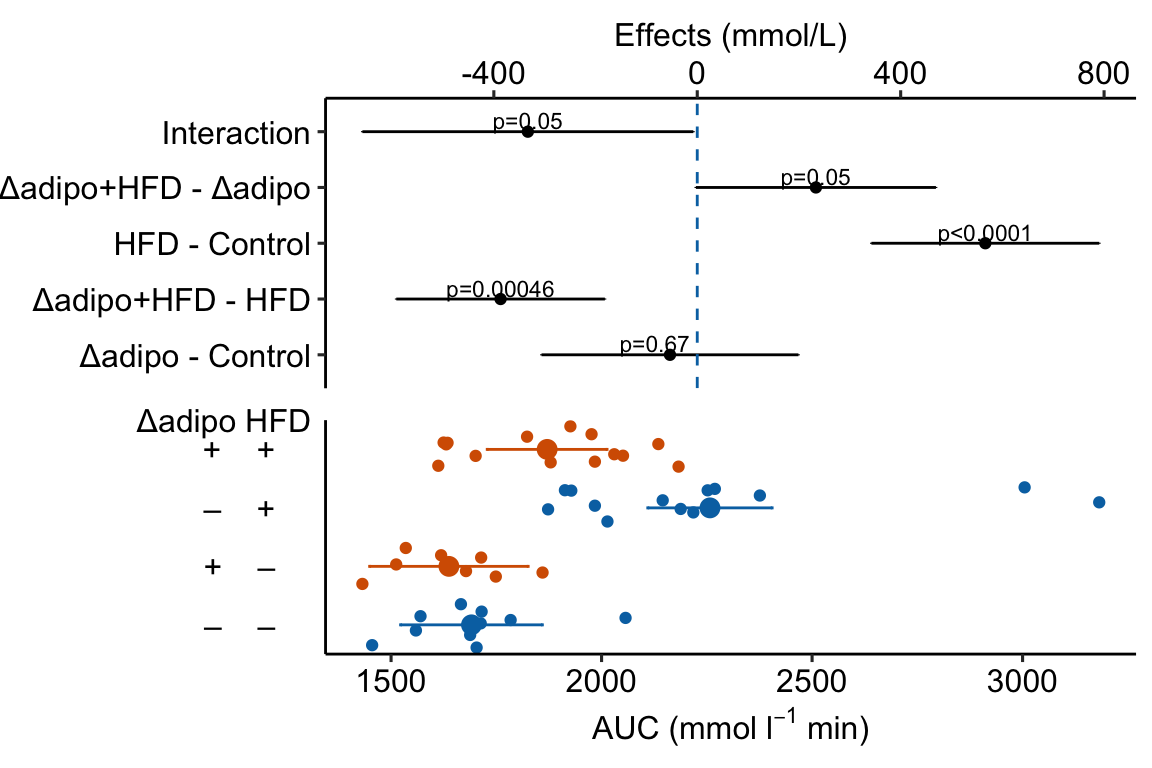 Effects (mmol/L)
-400 0 400 800
Interaction p=0.05
Δadipo+HFD - Δadipo p=0.05
HFD - Control p<0.0001
Δadipo+HFD - HFD p=0.00046
Δadipo - Control p=0.67
Δadipo HFD
+ +
– +
+ –
– –
1500 2000 2500 3000
AUC (mmol l⁻¹ min)